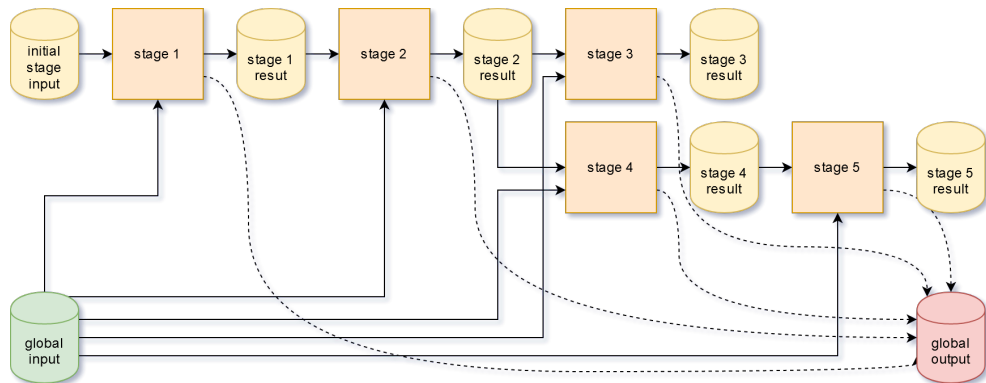 initial
stage
input
stage 1
stage 1
resut
stage 2
stage 2
result
stage 3
stage 3
result
stage 4
stage 4
result
stage 5
stage 5
result
global
input
global
output